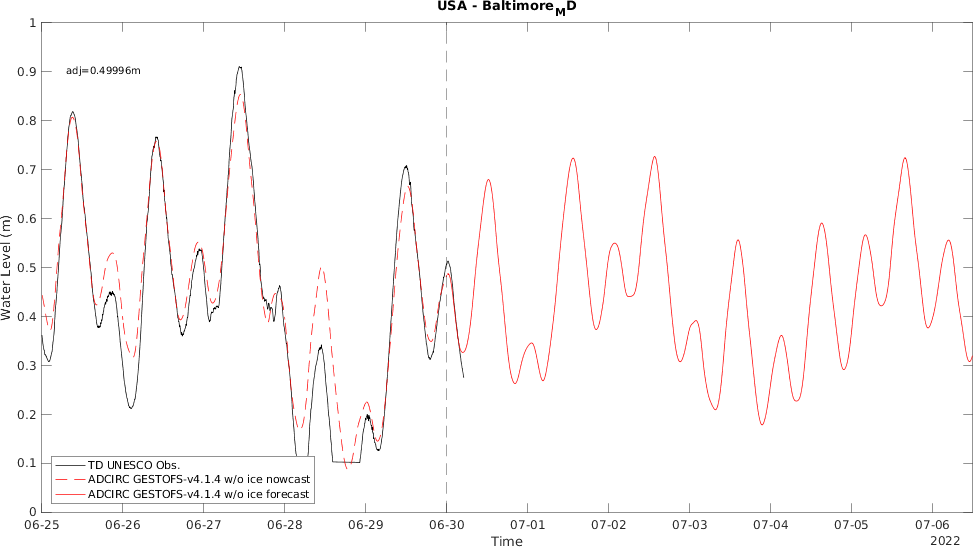 USA - BaltimoreMD
adj=0.49996m
Water Level (m)
1
0.9
0.8
0.7
0.6
0.5
0.4
0.3
0.2
0.1
0
TD UNESCO Obs.
ADCIRC GESTOFS-v4.1.4 w/o ice nowcast
ADCIRC GESTOFS-v4.1.4 w/o ice forecast
06-25 06-26 06-27 06-28 06-29 06-30 07-01 07-02 07-03 07-04 07-05 07-06
Time
2022